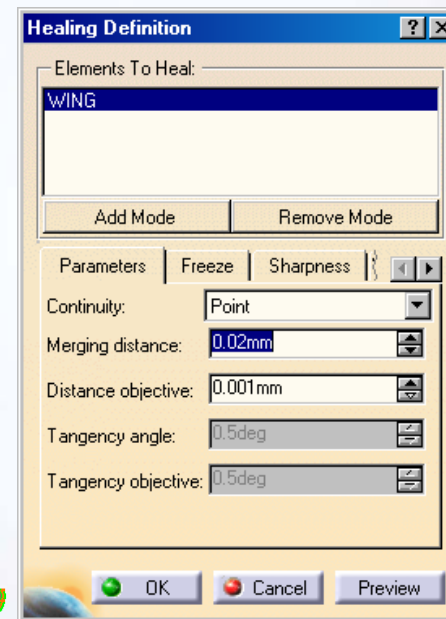 Healing Definition
Elements To Heal:
WING
Add Mode Remove Mode
Parameters Freeze Sharpness
Continuity: Point
Merging distance: 0.02mm
Distance objective: 0.001mm
Tangency angle: 0.5deg
Tangency objective: 0.5deg
OK Cancel Preview